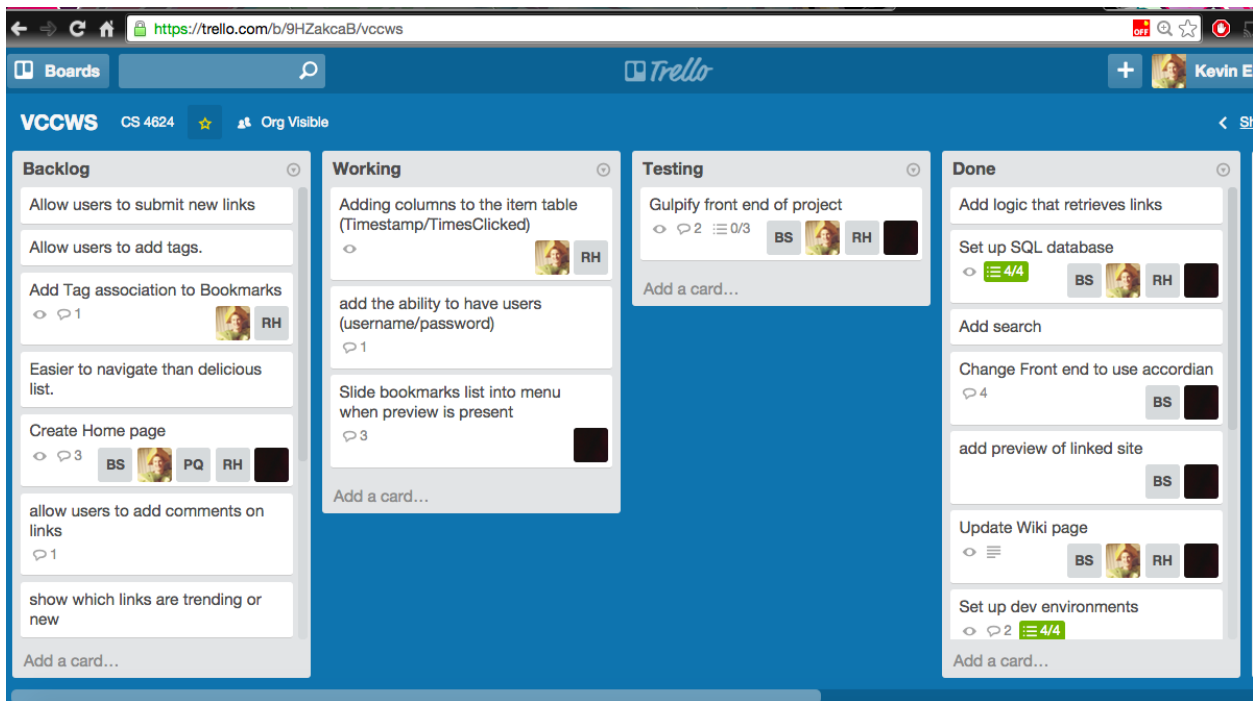 https://trello.com/b/9HZakcaB/vccws
OFF
Boards
Trello
+
Kevin E
VCCWS
CS 4624
Org Visible
Backlog
Allow users to submit new links
Allow users to add tags.
Add Tag association to Bookmarks
1
RH
Easier to navigate than delicious
list.
Create Home page
3
BS
PQ
RH
allow users to add comments on
links
1
show which links are trending or
new
Add a card…
Working
Adding columns to the item table
(Timestamp/TimesClicked)
RH
add the ability to have users
(username/password)
1
Slide bookmarks list into menu
when preview is present
3
Add a card…
Testing
Gulpify front end of project
2 0/3
BS
RH
Add a card…
Done
Add logic that retrieves links
Set up SQL database
4/4
BS
RH
Add search
Change Front end to use accordian
4
BS
add preview of linked site
BS
Update Wiki page
BS
RH
Set up dev environments
2 4/4
Add a card…